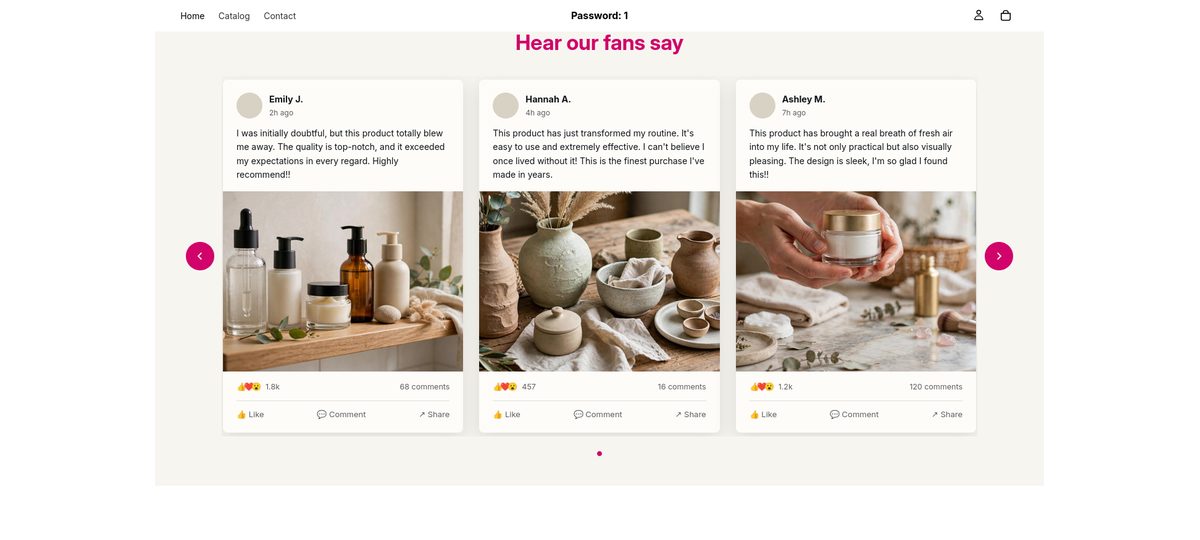 Home
Catalog
Contact
Password: 1
Hear our fans say
Emily J.
2h ago
I was initially doubtful, but this product totally blew
me away. The quality is top-notch, and it exceeded
my expectations in every regard. Highly
recommend!!
👍❤️😮 1.8k
68 comments
👍 Like
💬 Comment
↗ Share
Hannah A.
4h ago
This product has just transformed my routine. It's
easy to use and extremely effective. I can't believe I
once lived without it! This is the finest purchase I've
made in years.
👍❤️😮 457
16 comments
👍 Like
💬 Comment
↗ Share
Ashley M.
7h ago
This product has brought a real breath of fresh air
into my life. It's not only practical but also visually
pleasing. The design is sleek, I'm so glad I found
this!!
👍❤️😮 1.2k
120 comments
👍 Like
💬 Comment
↗ Share